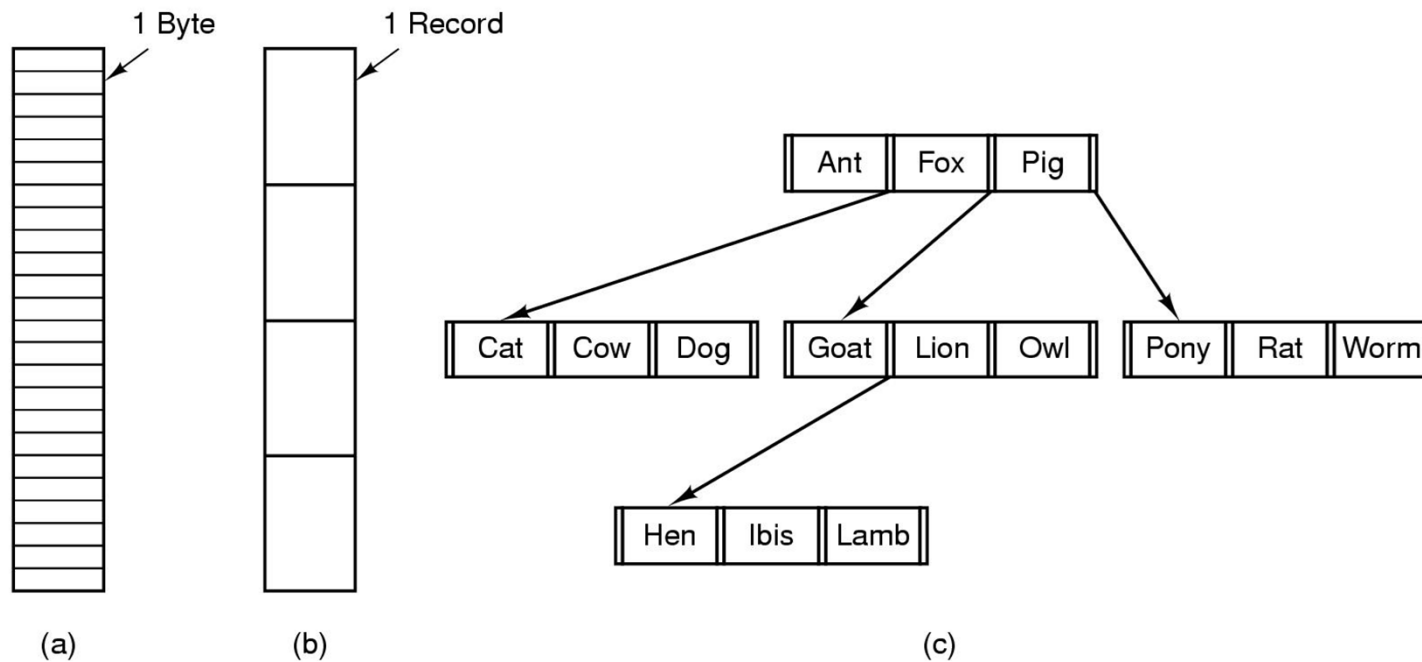 1 Byte
1 Record
Ant Fox Pig
Cat Cow Dog
Goat Lion Owl
Pony Rat Worm
Hen Ibis Lamb
(a)
(b)
(c)